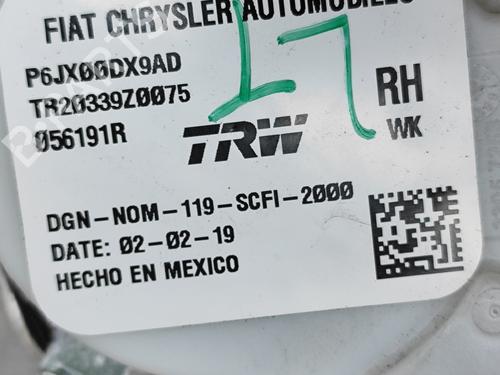 FIAT CHRYSLER AUTOMOBILES
P6JX00DX9AD
TR20339Z0075
056191R
TRW
RH
WK
DGN-NOM-119-SCFI-2000
DATE: 02-02-19
HECHO EN MEXICO